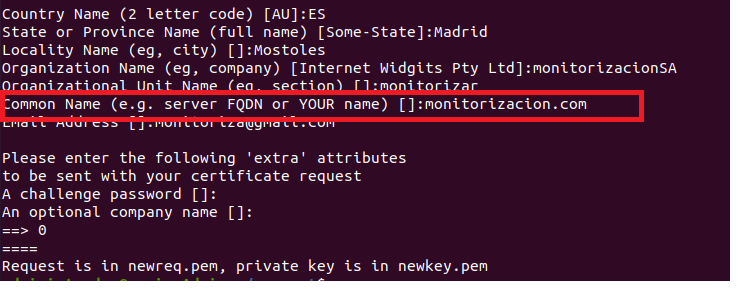 Country Name (2 letter code) [AU]:ES
State or Province Name (full name) [Some-State]:Madrid
Locality Name (eg, city) []:Mostoles
Organization Name (eg, company) [Internet Widgits Pty Ltd]:monitorizacionSA
Organizational Unit Name (eg, section) []:monitorizar
Common Name (e.g. server FQDN or YOUR name) []:monitorizacion.com
Email Address []:monitoriza@gmail.com
Please enter the following 'extra' attributes
to be sent with your certificate request
A challenge password []:
An optional company name []:
==> 0
====
Request is in newreq.pem, private key is in newkey.pem